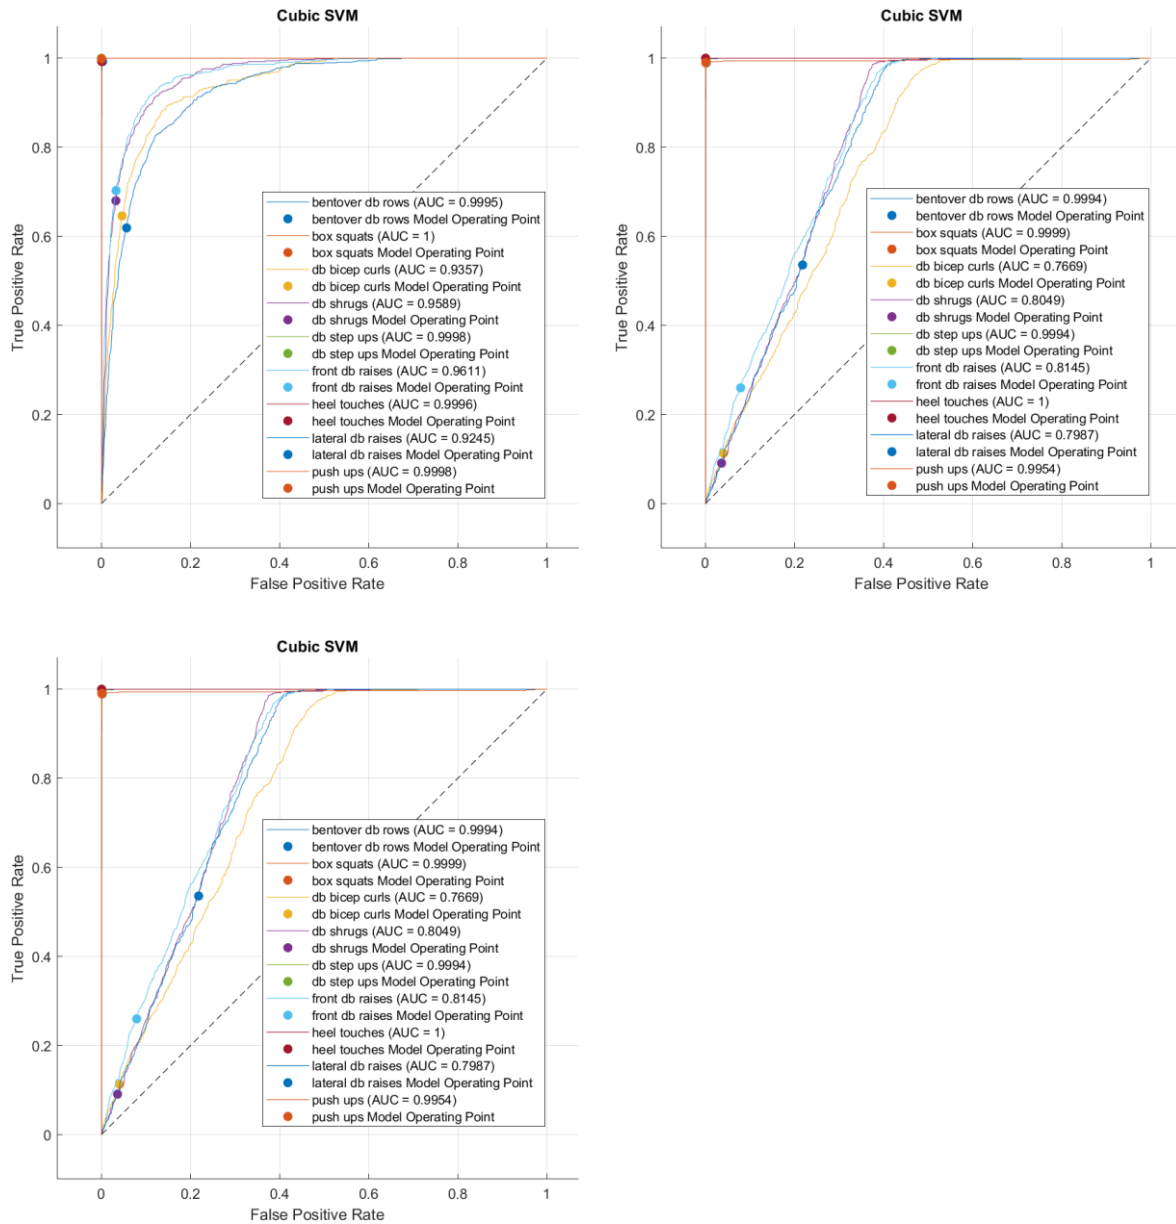 Cubic SVM
1
0.8
0.6
0.4
0.2
0
True Positive Rate
bentover db rows (AUC = 0.9995)
bentover db rows Model Operating Point
box squats (AUC = 1)
box squats Model Operating Point
db bicep curls (AUC = 0.9357)
db bicep curls Model Operating Point
db shrugs (AUC = 0.9589)
db shrugs Model Operating Point
db step ups (AUC = 0.9998)
db step ups Model Operating Point
front db raises (AUC = 0.9611)
front db raises Model Operating Point
heel touches (AUC = 0.9996)
heel touches Model Operating Point
lateral db raises (AUC = 0.9245)
lateral db raises Model Operating Point
push ups (AUC = 0.9998)
push ups Model Operating Point
0 0.2 0.4 0.6 0.8 1
False Positive Rate
Cubic SVM
1
0.8
0.6
0.4
0.2
0
True Positive Rate
bentover db rows (AUC = 0.9994)
bentover db rows Model Operating Point
box squats (AUC = 0.9999)
box squats Model Operating Point
db bicep curls (AUC = 0.7669)
db bicep curls Model Operating Point
db shrugs (AUC = 0.8049)
db shrugs Model Operating Point
db step ups (AUC = 0.9994)
db step ups Model Operating Point
front db raises (AUC = 0.8145)
front db raises Model Operating Point
heel touches (AUC = 1)
heel touches Model Operating Point
lateral db raises (AUC = 0.7987)
lateral db raises Model Operating Point
push ups (AUC = 0.9954)
push ups Model Operating Point
0 0.2 0.4 0.6 0.8 1
False Positive Rate
Cubic SVM
1
0.8
0.6
0.4
0.2
0
True Positive Rate
bentover db rows (AUC = 0.9994)
bentover db rows Model Operating Point
box squats (AUC = 0.9999)
box squats Model Operating Point
db bicep curls (AUC = 0.7669)
db bicep curls Model Operating Point
db shrugs (AUC = 0.8049)
db shrugs Model Operating Point
db step ups (AUC = 0.9994)
db step ups Model Operating Point
front db raises (AUC = 0.8145)
front db raises Model Operating Point
heel touches (AUC = 1)
heel touches Model Operating Point
lateral db raises (AUC = 0.7987)
lateral db raises Model Operating Point
push ups (AUC = 0.9954)
push ups Model Operating Point
0 0.2 0.4 0.6 0.8 1
False Positive Rate